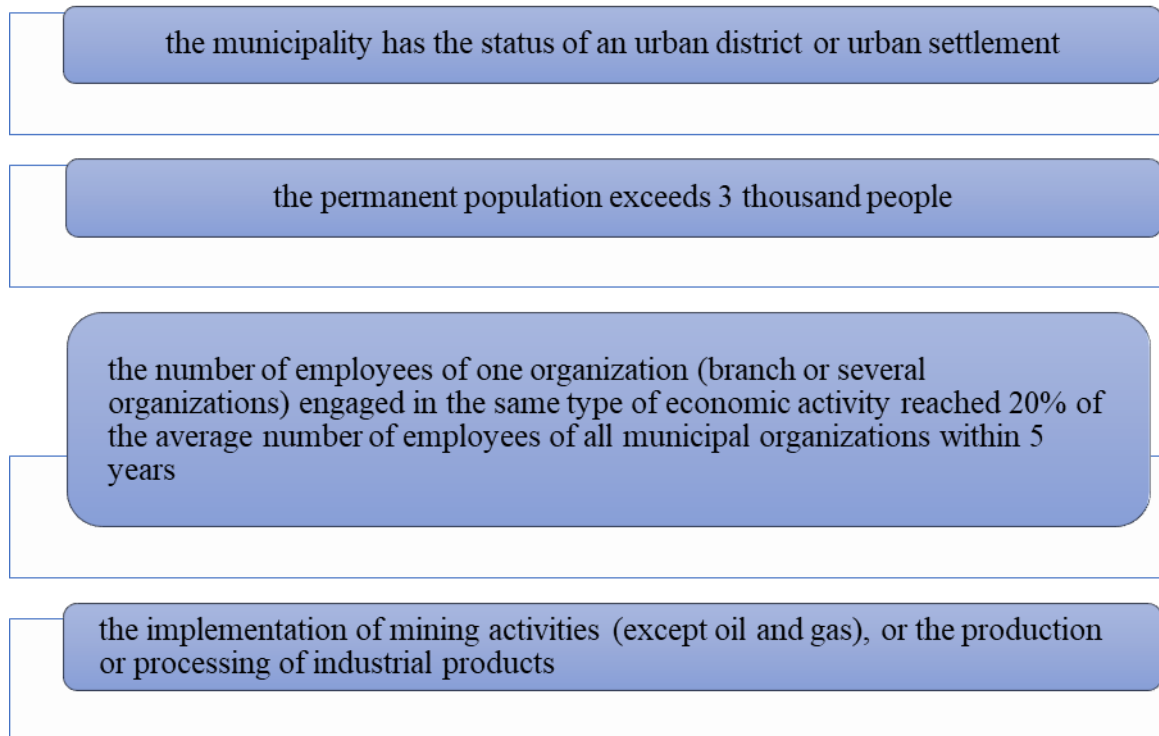 the municipality has the status of an urban district or urban settlement
the permanent population exceeds 3 thousand people
the number of employees of one organization (branch or several
organizations) engaged in the same type of economic activity reached 20% of
the average number of employees of all municipal organizations within 5
years
the implementation of mining activities (except oil and gas), or the production
or processing of industrial products